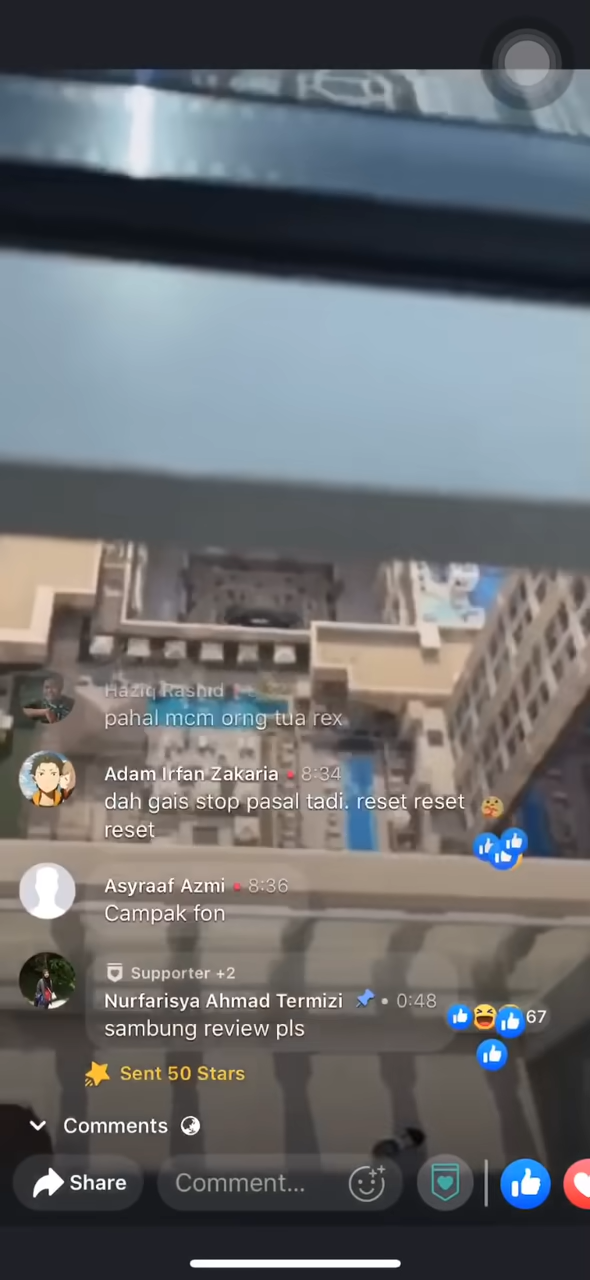 Haziq Rashid
pahal mcm orng tua rex
Adam Irfan Zakaria • 8:34
dah gais stop pasal tadi. reset reset
reset
Asyraaf Azmi • 8:36
Campak fon
Supporter +2
Nurfarisya Ahmad Termizi • 0:48
sambung review pls
67
Sent 50 Stars
Comments
Share
Comment...